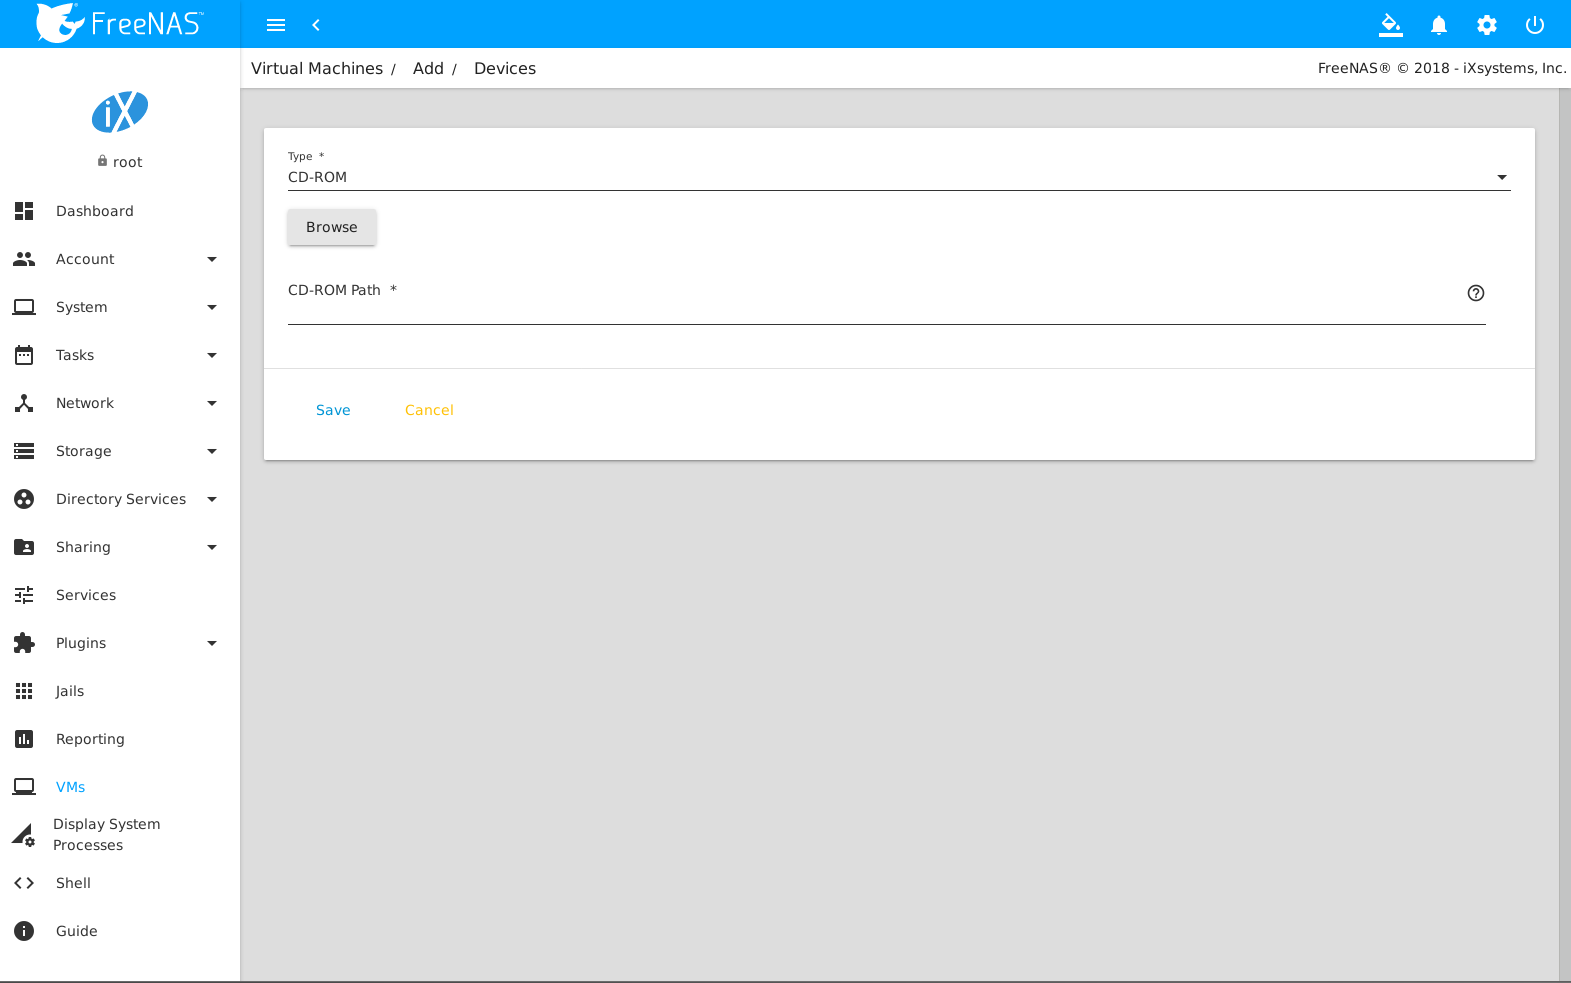 FreeNAS™
Virtual Machines / Add / Devices
FreeNAS® © 2018 - iXsystems, Inc.
iX
root
Dashboard
Account
System
Tasks
Network
Storage
Directory Services
Sharing
Services
Plugins
Jails
Reporting
VMs
Display System
Processes
Shell
Guide
Type *
CD-ROM
Browse
CD-ROM Path *
Save Cancel